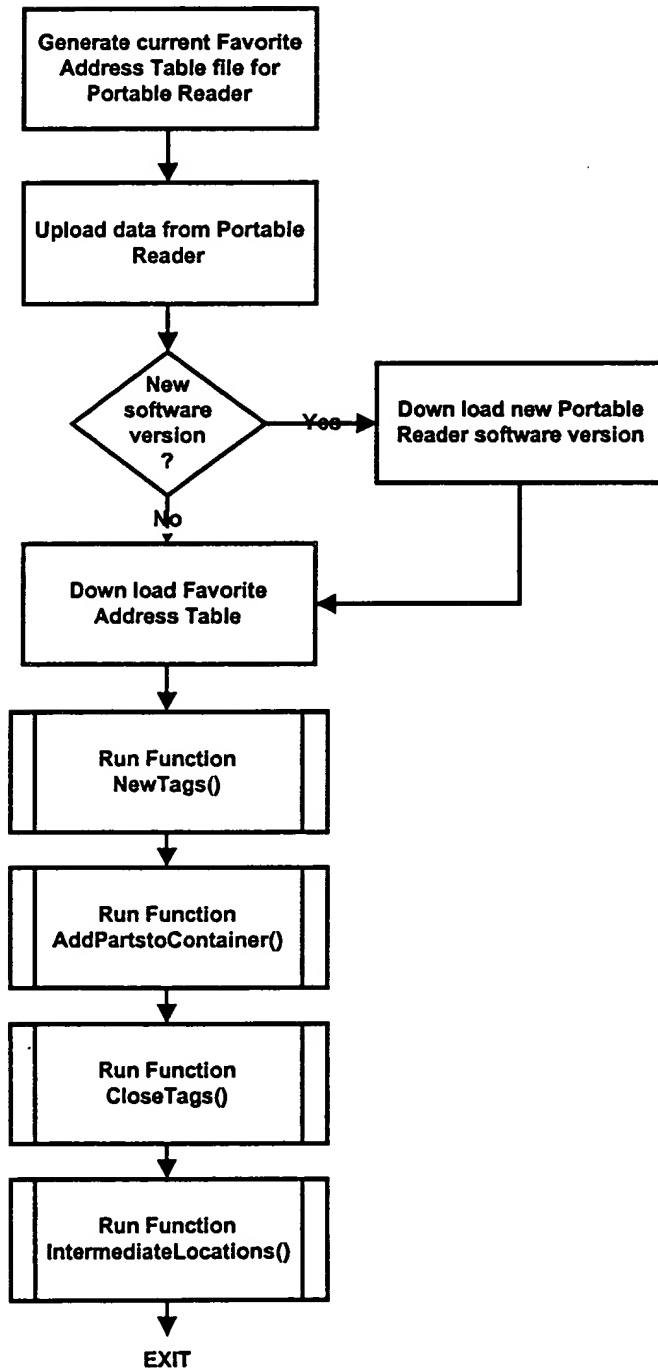 Generate current Favorite
Address Table file for
Portable Reader
Upload data from Portable
Reader
New
software
version
?
Yes
Down load new Portable
Reader software version
No
Down load Favorite
Address Table
Run Function
NewTags()
Run Function
AddPartstoContainer()
Run Function
CloseTags()
Run Function
IntermediateLocations()
EXIT